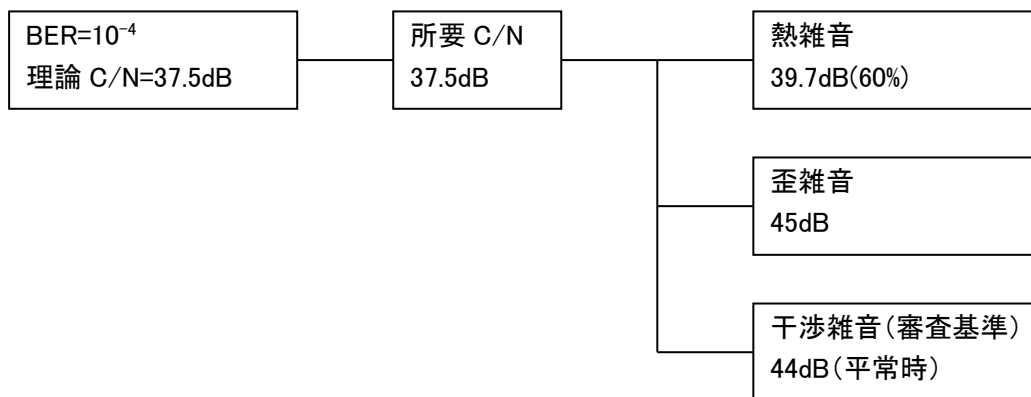 BER=10⁻⁴
理論 C/N=37.5dB
所要 C/N
37.5dB
熱雑音
39.7dB(60%)
歪雑音
45dB
干渉雑音(審査基準)
44dB(平常時)